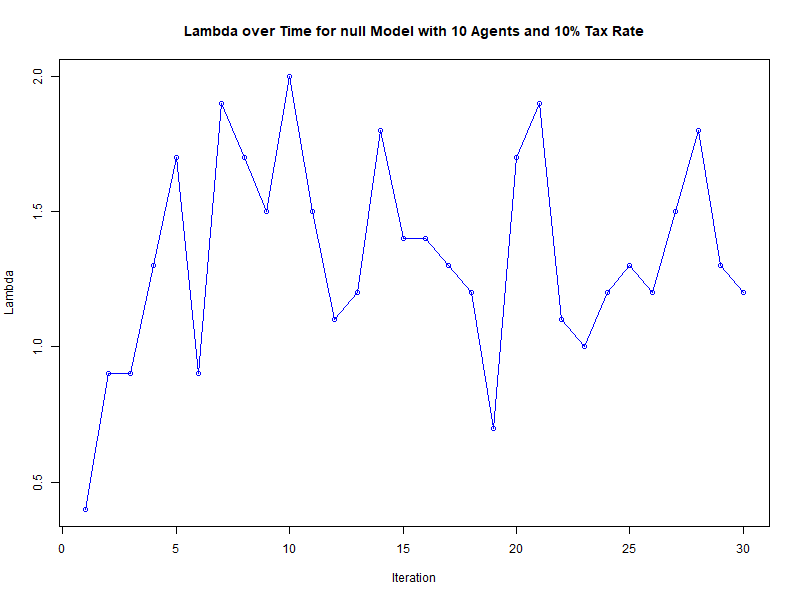 Lambda over Time for null Model with 10 Agents and 10% Tax Rate
2.0
1.5
1.0
0.5
Lambda
0 5 10 15 20 25 30
Iteration